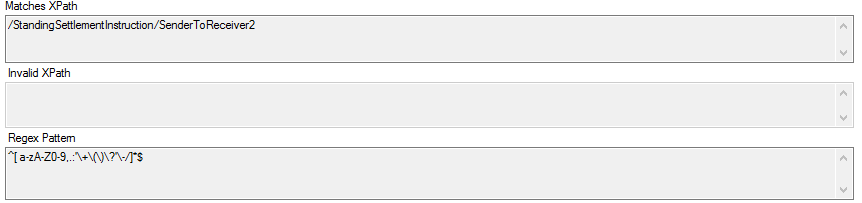 Matches XPath
/StandingSettlementInstruction/SenderToReceiver2
Invalid XPath
Regex Pattern
^[ a-zA-Z0-9,.:'\+\(\)\?'\-/]*$